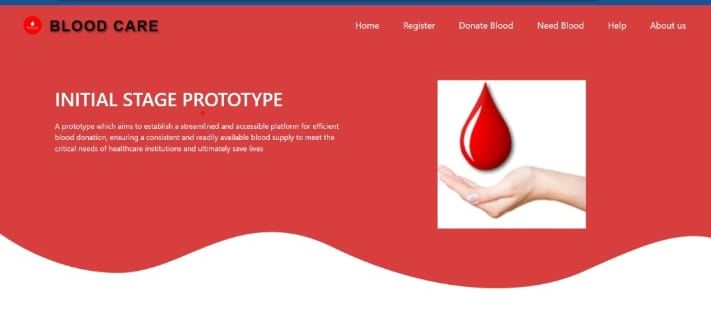 BLOOD CARE
Home Register Donate Blood Need Blood Help About us
INITIAL STAGE PROTOTYPE
A prototype which aims to establish a streamlined and accessible platform for efficient
blood donation, ensuring a consistent and readily available blood supply to meet the
critical needs of healthcare institutions and ultimately save lives